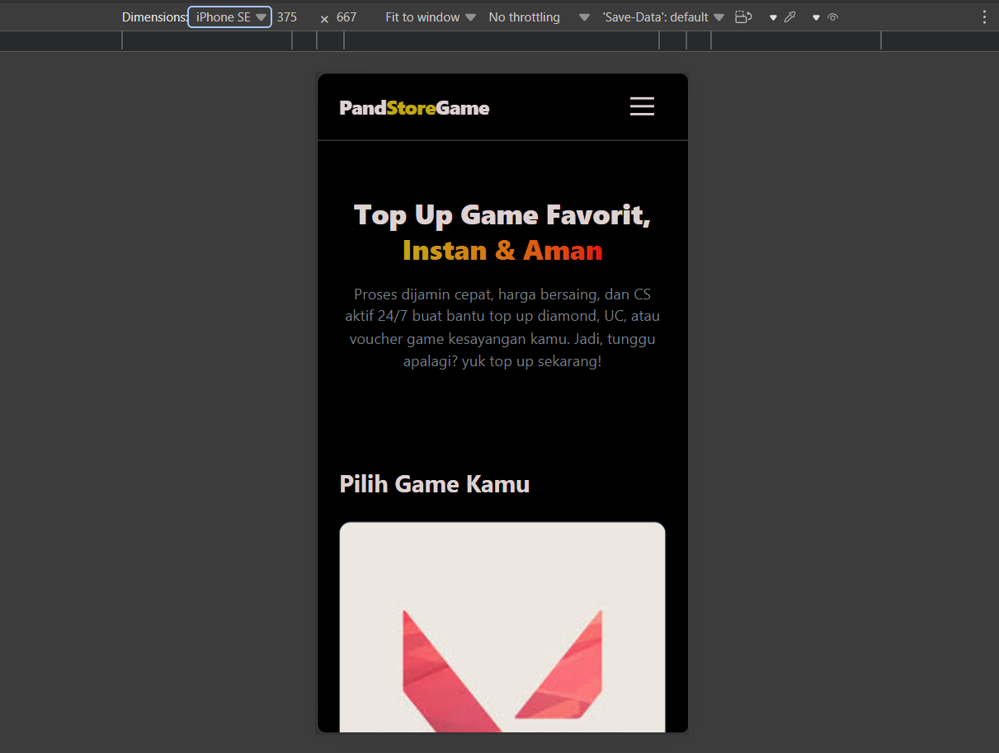 Dimensions: iPhone SE 375 × 667 Fit to window No throttling 'Save-Data': default
PandStoreGame
Top Up Game Favorit,
Instan & Aman
Proses dijamin cepat, harga bersaing, dan CS
aktif 24/7 buat bantu top up diamond, UC, atau
voucher game kesayangan kamu. Jadi, tunggu
apalagi? yuk top up sekarang!
Pilih Game Kamu